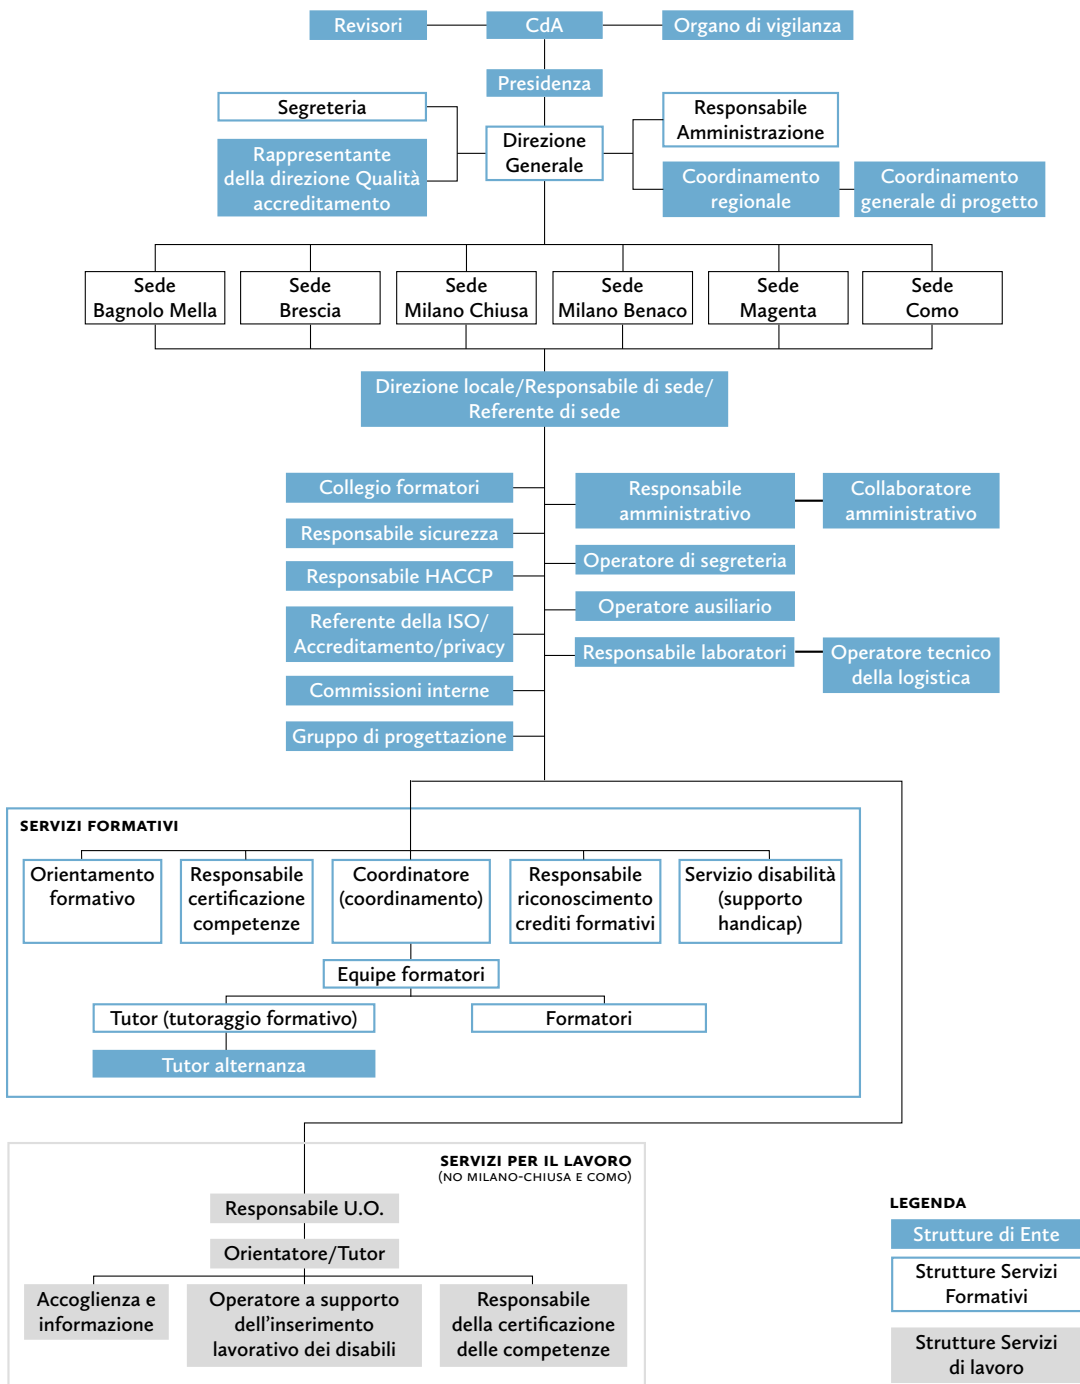 Revisori
CdA
Organo di vigilanza
Presidenza
Segreteria
Responsabile
Amministrazione
Direzione
Generale
Rappresentante
della direzione Qualità
accreditamento
Coordinamento
regionale
Coordinamento
generale di progetto
Sede
Bagnolo Mella
Sede
Brescia
Sede
Milano Chiusa
Sede
Milano Benaco
Sede
Magenta
Sede
Como
Direzione locale/Responsabile di sede/
Referente di sede
Collegio formatori
Responsabile sicurezza
Responsabile HACCP
Referente della ISO/
Accreditamento/privacy
Commissioni interne
Gruppo di progettazione
Responsabile
amministrativo
Collaboratore
amministrativo
Operatore di segreteria
Operatore ausiliario
Responsabile laboratori
Operatore tecnico
della logistica
SERVIZI FORMATIVI
Orientamento
formativo
Responsabile
certificazione
competenze
Coordinatore
(coordinamento)
Responsabile
riconoscimento
crediti formativi
Servizio disabilità
(supporto
handicap)
Equipe formatori
Tutor (tutoraggio formativo)
Formatori
Tutor alternanza
SERVIZI PER IL LAVORO
(NO MILANO-CHIUSA E COMO)
Responsabile U.O.
Orientatore/Tutor
Accoglienza e
informazione
Operatore a supporto
dell'inserimento
lavorativo dei disabili
Responsabile
della certificazione
delle competenze
LEGENDA
Strutture di Ente
Strutture Servizi
Formativi
Strutture Servizi
di lavoro